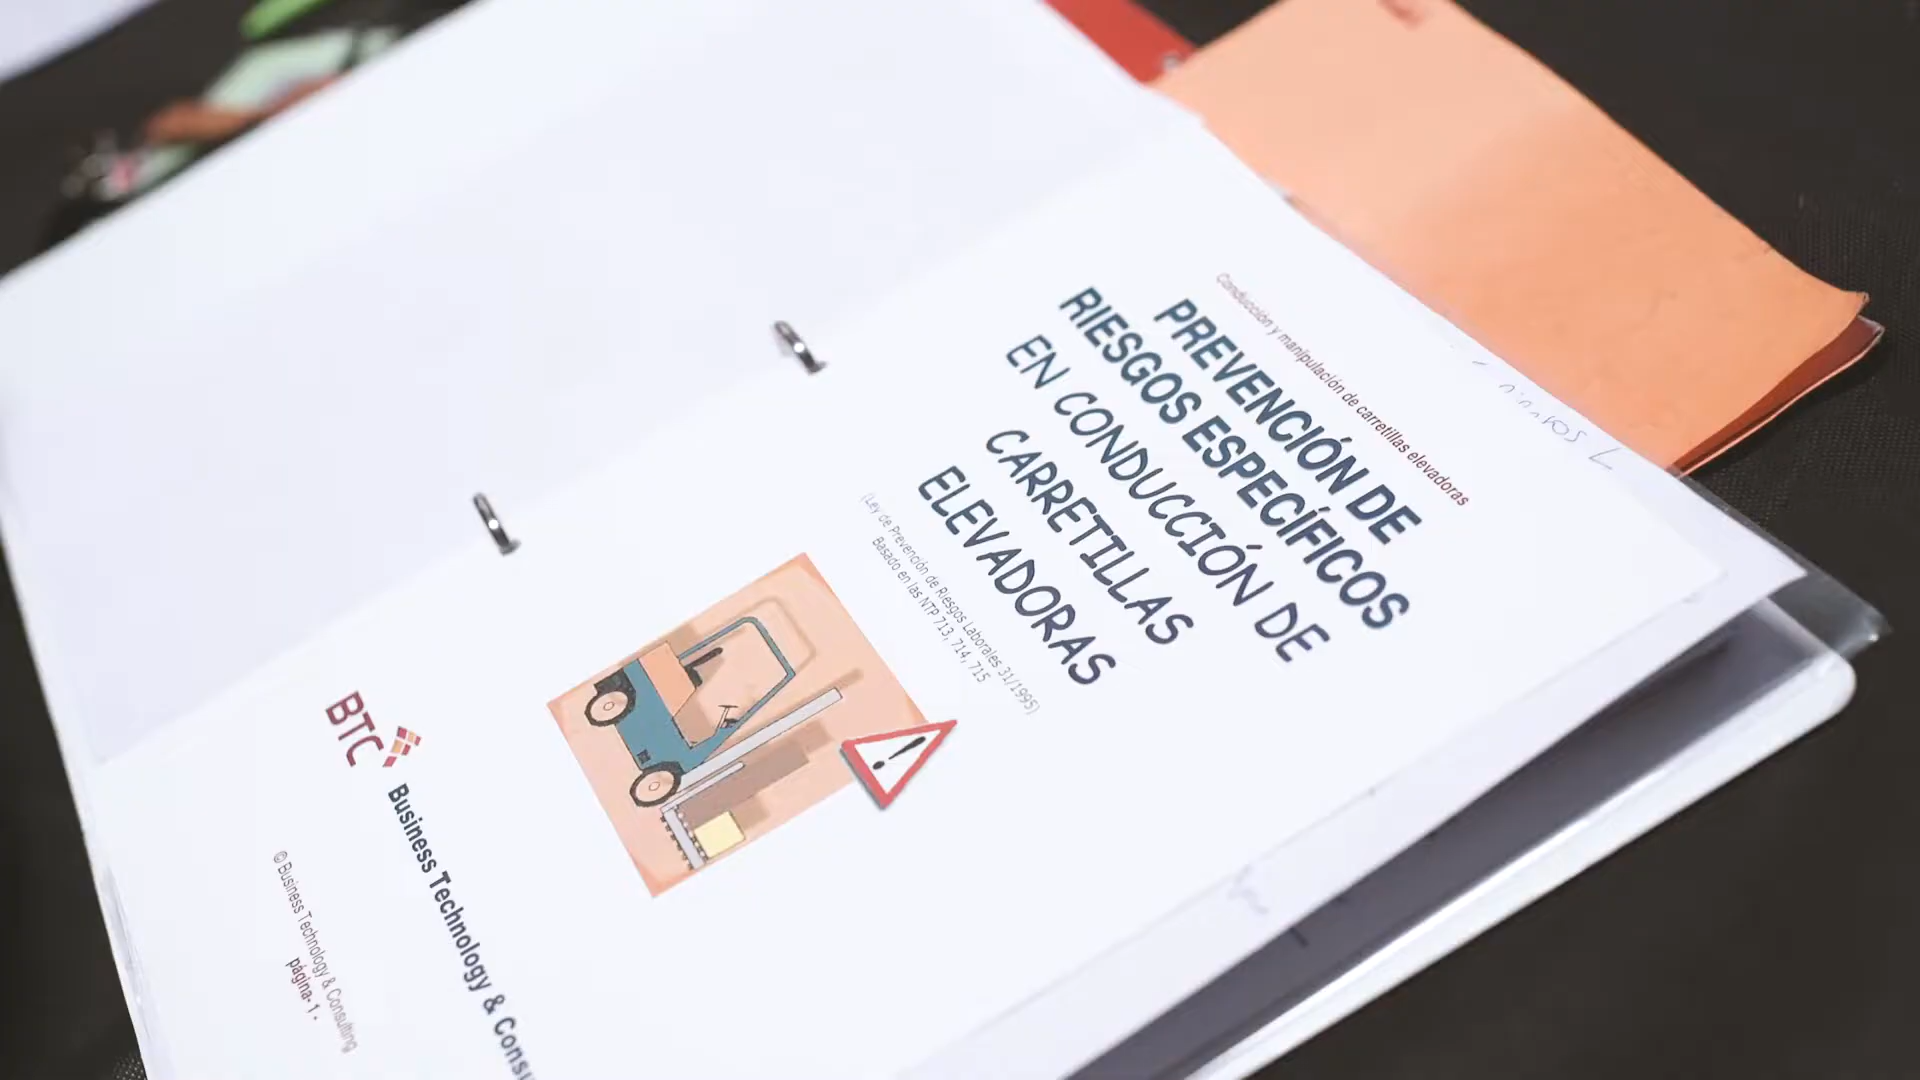 Conducción y manipulación de carretillas elevadoras
PREVENCIÓN DE
RIESGOS ESPECÍFICOS
EN CONDUCCIÓN DE
CARRETILLAS
ELEVADORAS
(Ley de Prevención de Riesgos Laborales 31/1995)
Basado en las NTP 713, 714, 715
BTC
Business Technology & Consu
© Business Technology & Consulting
página- 1 -